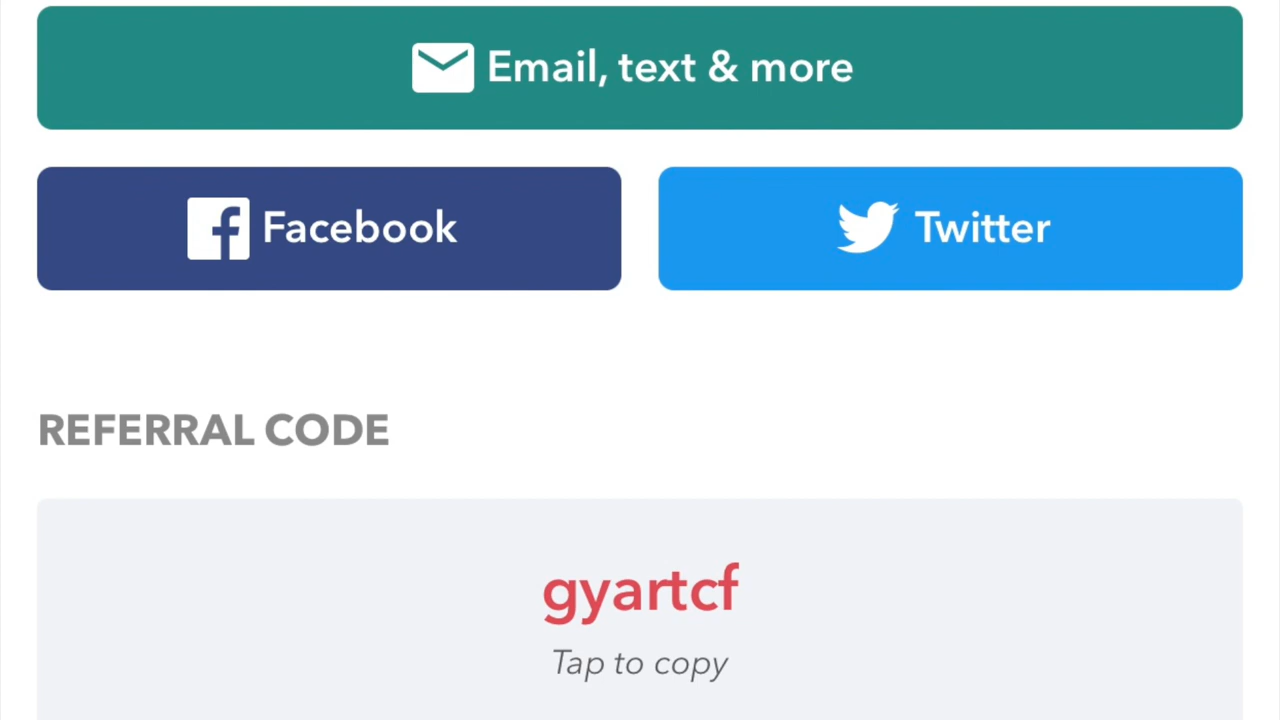 Email, text & more
Facebook
Twitter
REFERRAL CODE
gyartcf
Tap to copy